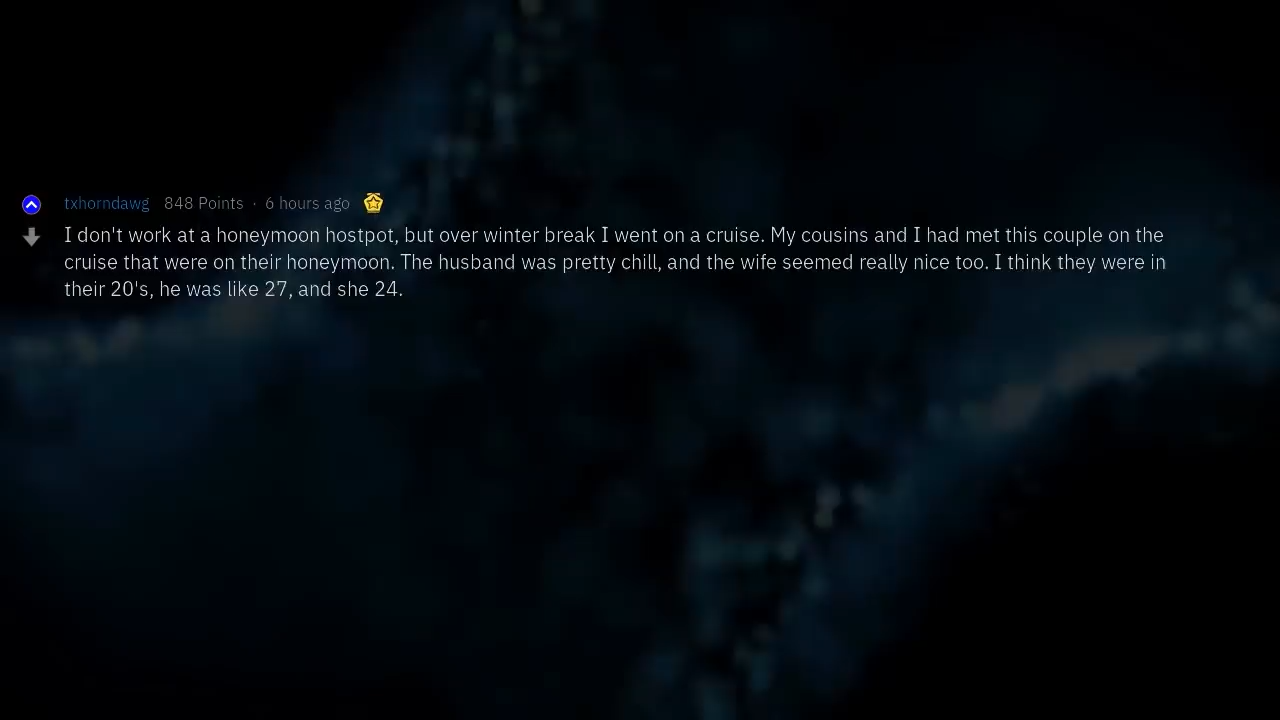 txhorndawg 848 Points · 6 hours ago
I don't work at a honeymoon hostpot, but over winter break I went on a cruise. My cousins and I had met this couple on the
cruise that were on their honeymoon. The husband was pretty chill, and the wife seemed really nice too. I think they were in
their 20's, he was like 27, and she 24.